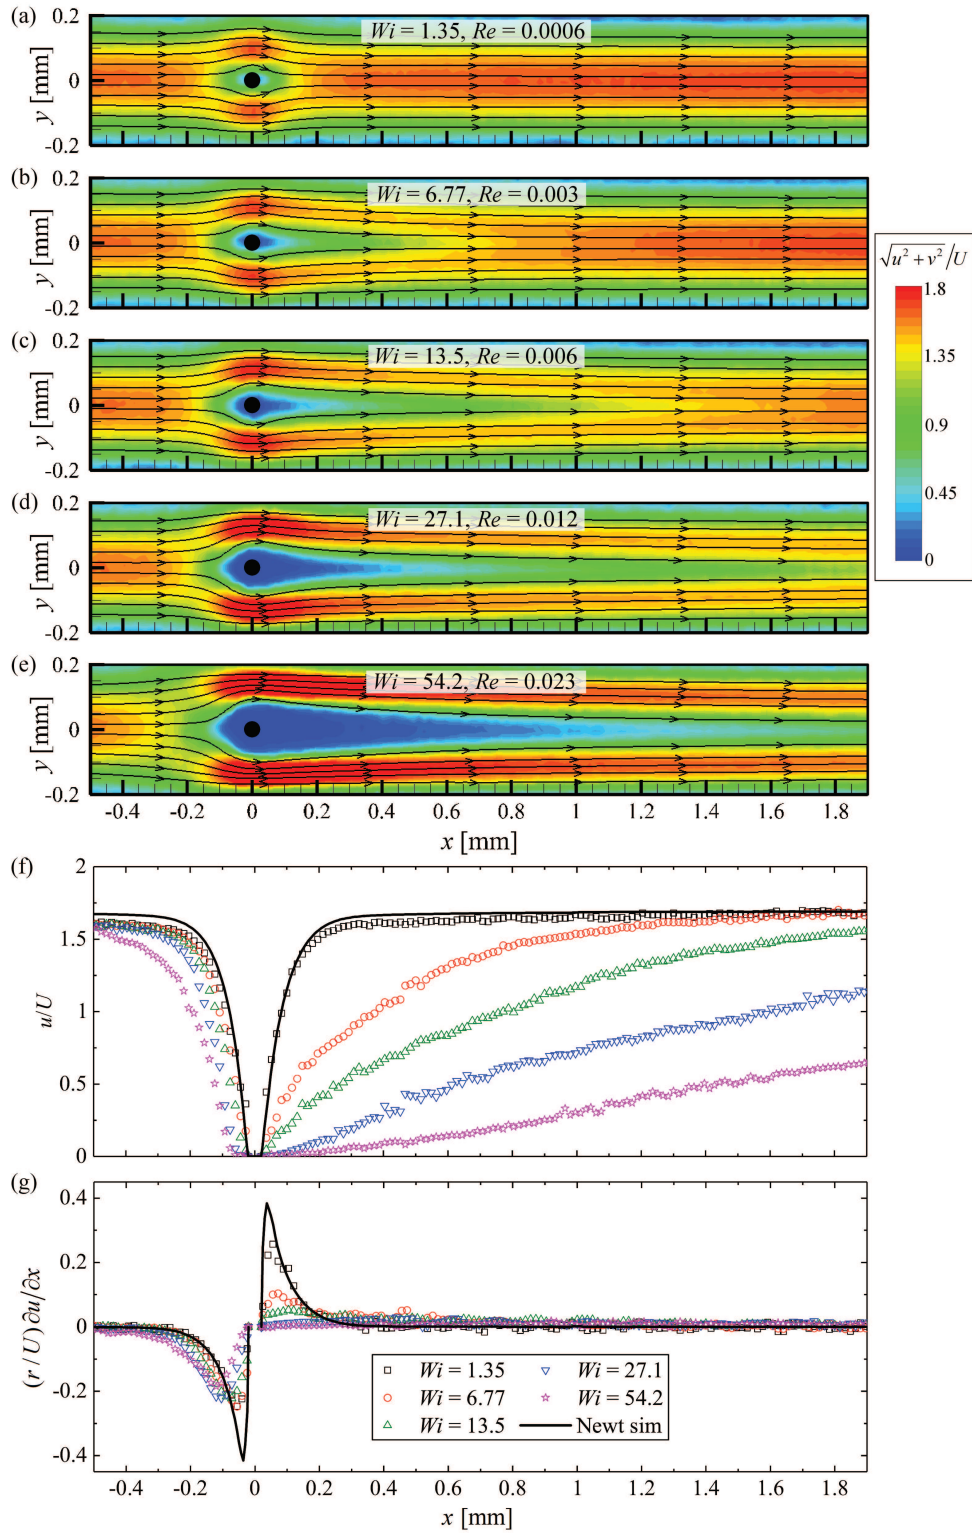 (a)
0.2
0
-0.2
y [mm]
Wi = 1.35, Re = 0.0006
(b)
0.2
0
-0.2
y [mm]
Wi = 6.77, Re = 0.003
(c)
0.2
0
-0.2
y [mm]
Wi = 13.5, Re = 0.006
(d)
0.2
0
-0.2
y [mm]
Wi = 27.1, Re = 0.012
(e)
0.2
0
-0.2
y [mm]
Wi = 54.2, Re = 0.023
-0.4 -0.2 0 0.2 0.4 0.6 0.8 1 1.2 1.4 1.6 1.8
x [mm]
√u² + v²/U
1.8
1.35
0.9
0.45
0
(f)
2
1.5
1
0.5
0
u/U
(g)
0.4
0.2
0
-0.2
-0.4
(r/U) ∂u/∂x
Wi = 1.35
Wi = 27.1
Wi = 6.77
Wi = 54.2
Wi = 13.5
Newt sim
-0.4 -0.2 0 0.2 0.4 0.6 0.8 1 1.2 1.4 1.6 1.8
x [mm]